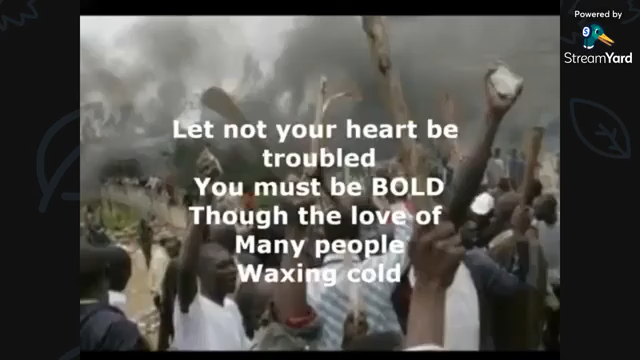 Powered by
StreamYard
Let not your heart be
troubled
You must be BOLD
Though the love of
Many people
Waxing cold